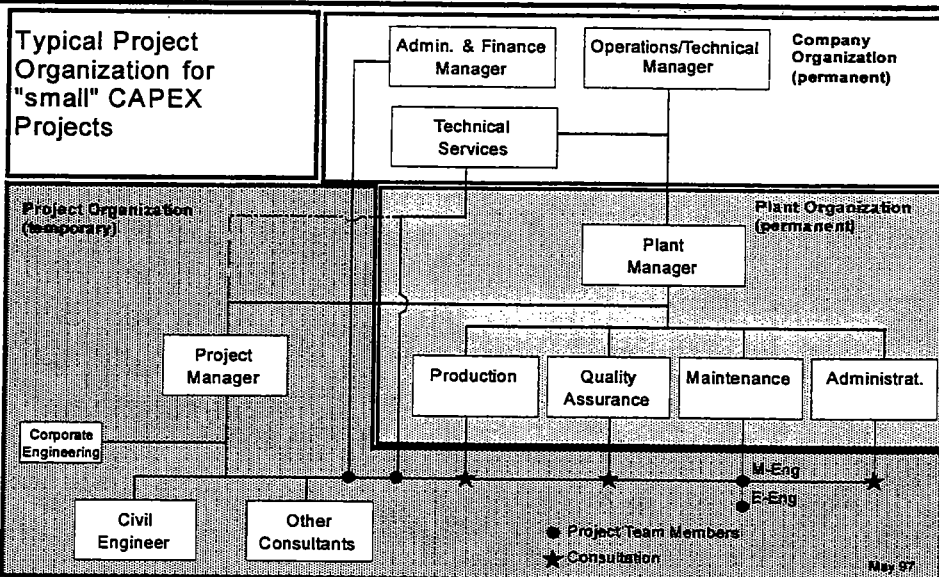 Typical Project
Organization for
"small" CAPEX
Projects
Admin. & Finance
Manager
Operations/Technical
Manager
Company
Organization
(permanent)
Technical
Services
Project Organization
(temporary)
Plant Organization
(permanent)
Plant
Manager
Project
Manager
Production
Quality
Assurance
Maintenance
Administrat.
Corporate
Engineering
M-Eng
E-Eng
Civil
Engineer
Other
Consultants
Project Team Members
Consultation
May 97